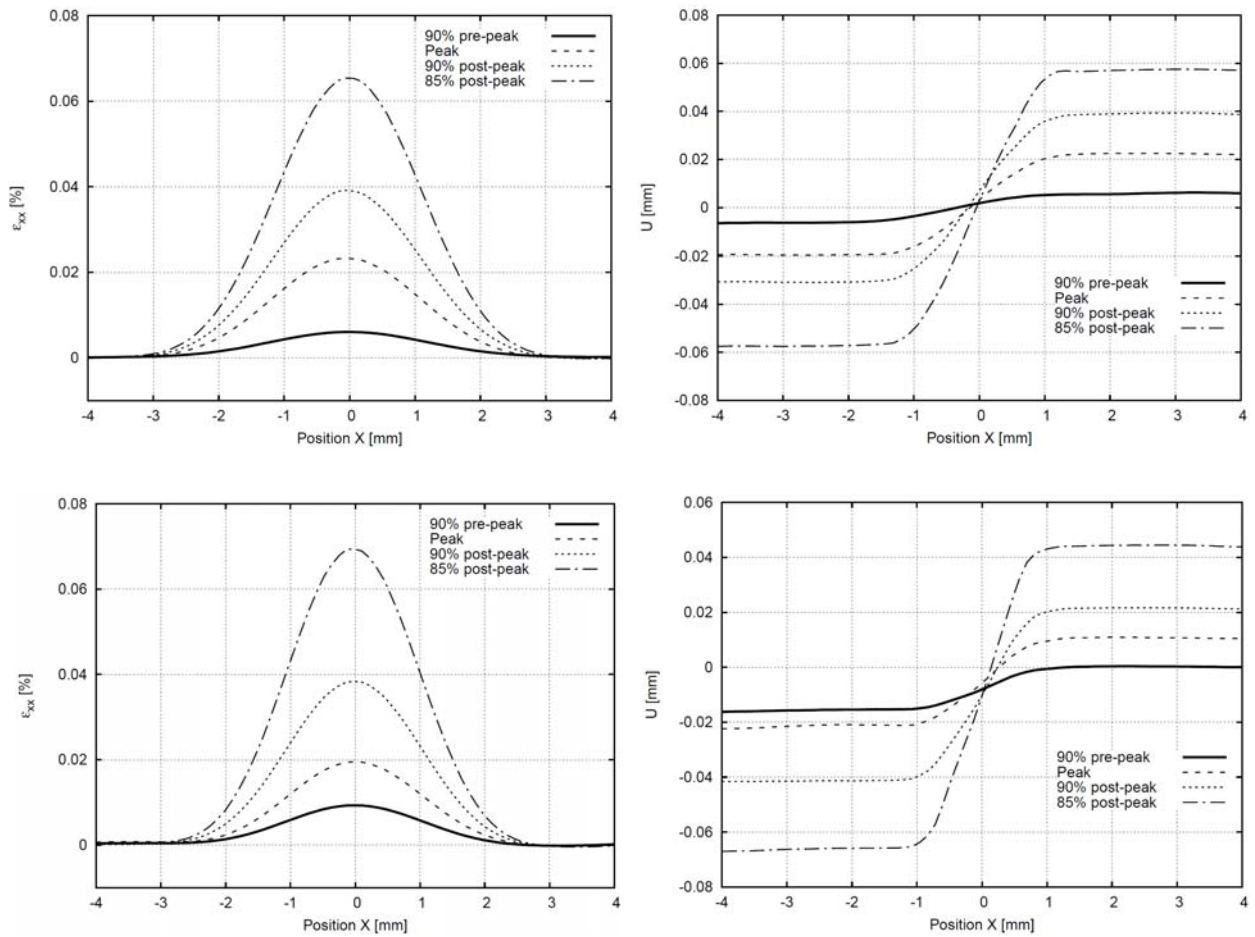 0.08
0.06
0.04
0.02
0
εxx [%]
-4 -3 -2 -1 0 1 2 3 4
Position X [mm]
90% pre-peak
Peak
90% post-peak
85% post-peak
0.08
0.06
0.04
0.02
0
-0.02
-0.04
-0.06
-0.08
U [mm]
-4 -3 -2 -1 0 1 2 3 4
Position X [mm]
90% pre-peak
Peak
90% post-peak
85% post-peak
0.08
0.06
0.04
0.02
0
εxx [%]
-4 -3 -2 -1 0 1 2 3 4
Position X [mm]
90% pre-peak
Peak
90% post-peak
85% post-peak
0.06
0.04
0.02
0
-0.02
-0.04
-0.06
-0.08
U [mm]
-4 -3 -2 -1 0 1 2 3 4
Position X [mm]
90% pre-peak
Peak
90% post-peak
85% post-peak